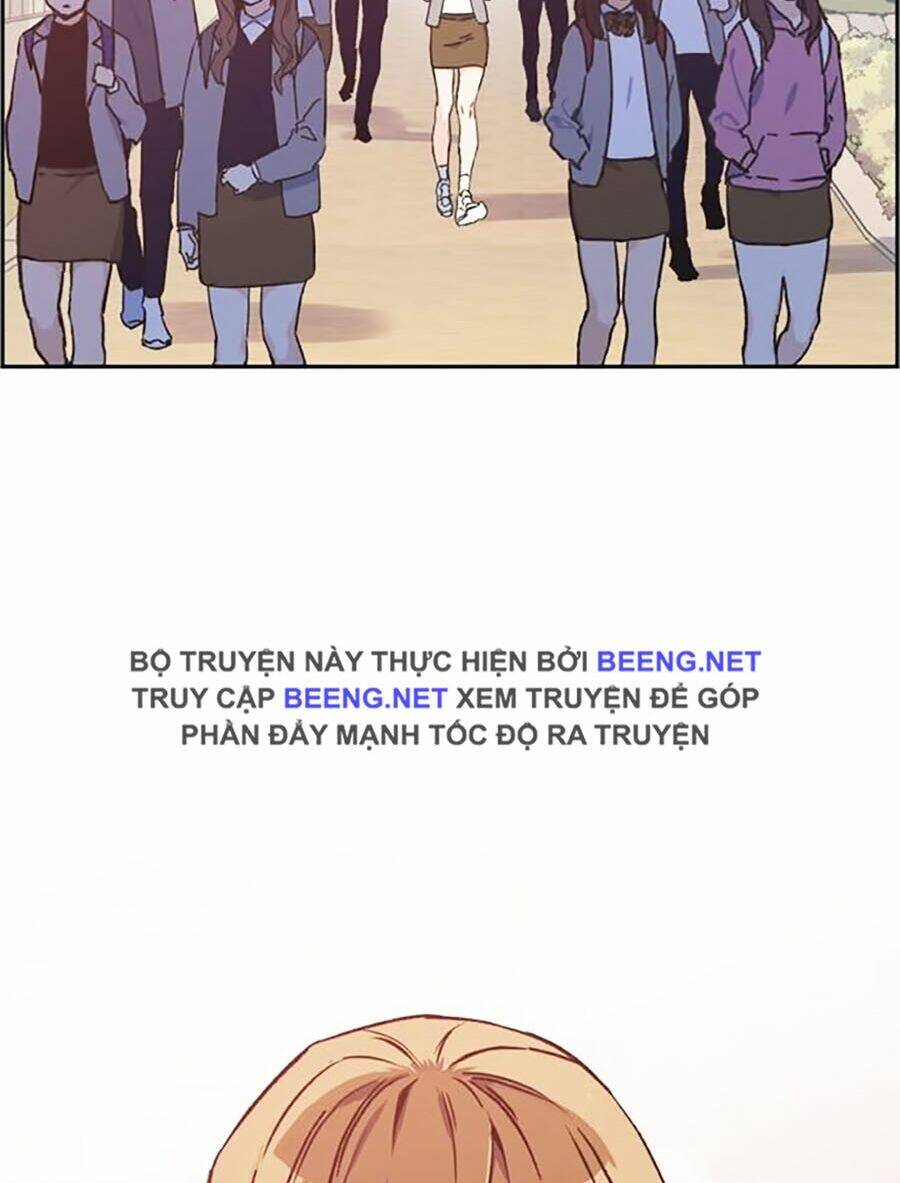 BỘ TRUYỆN NÀY THỰC HIỆN BỞI BEENG.NET
TRUY CẬP BEENG.NET XEM TRUYỆN ĐỂ GÓP
PHẦN ĐẨY MẠNH TỐC ĐỘ RA TRUYỆN